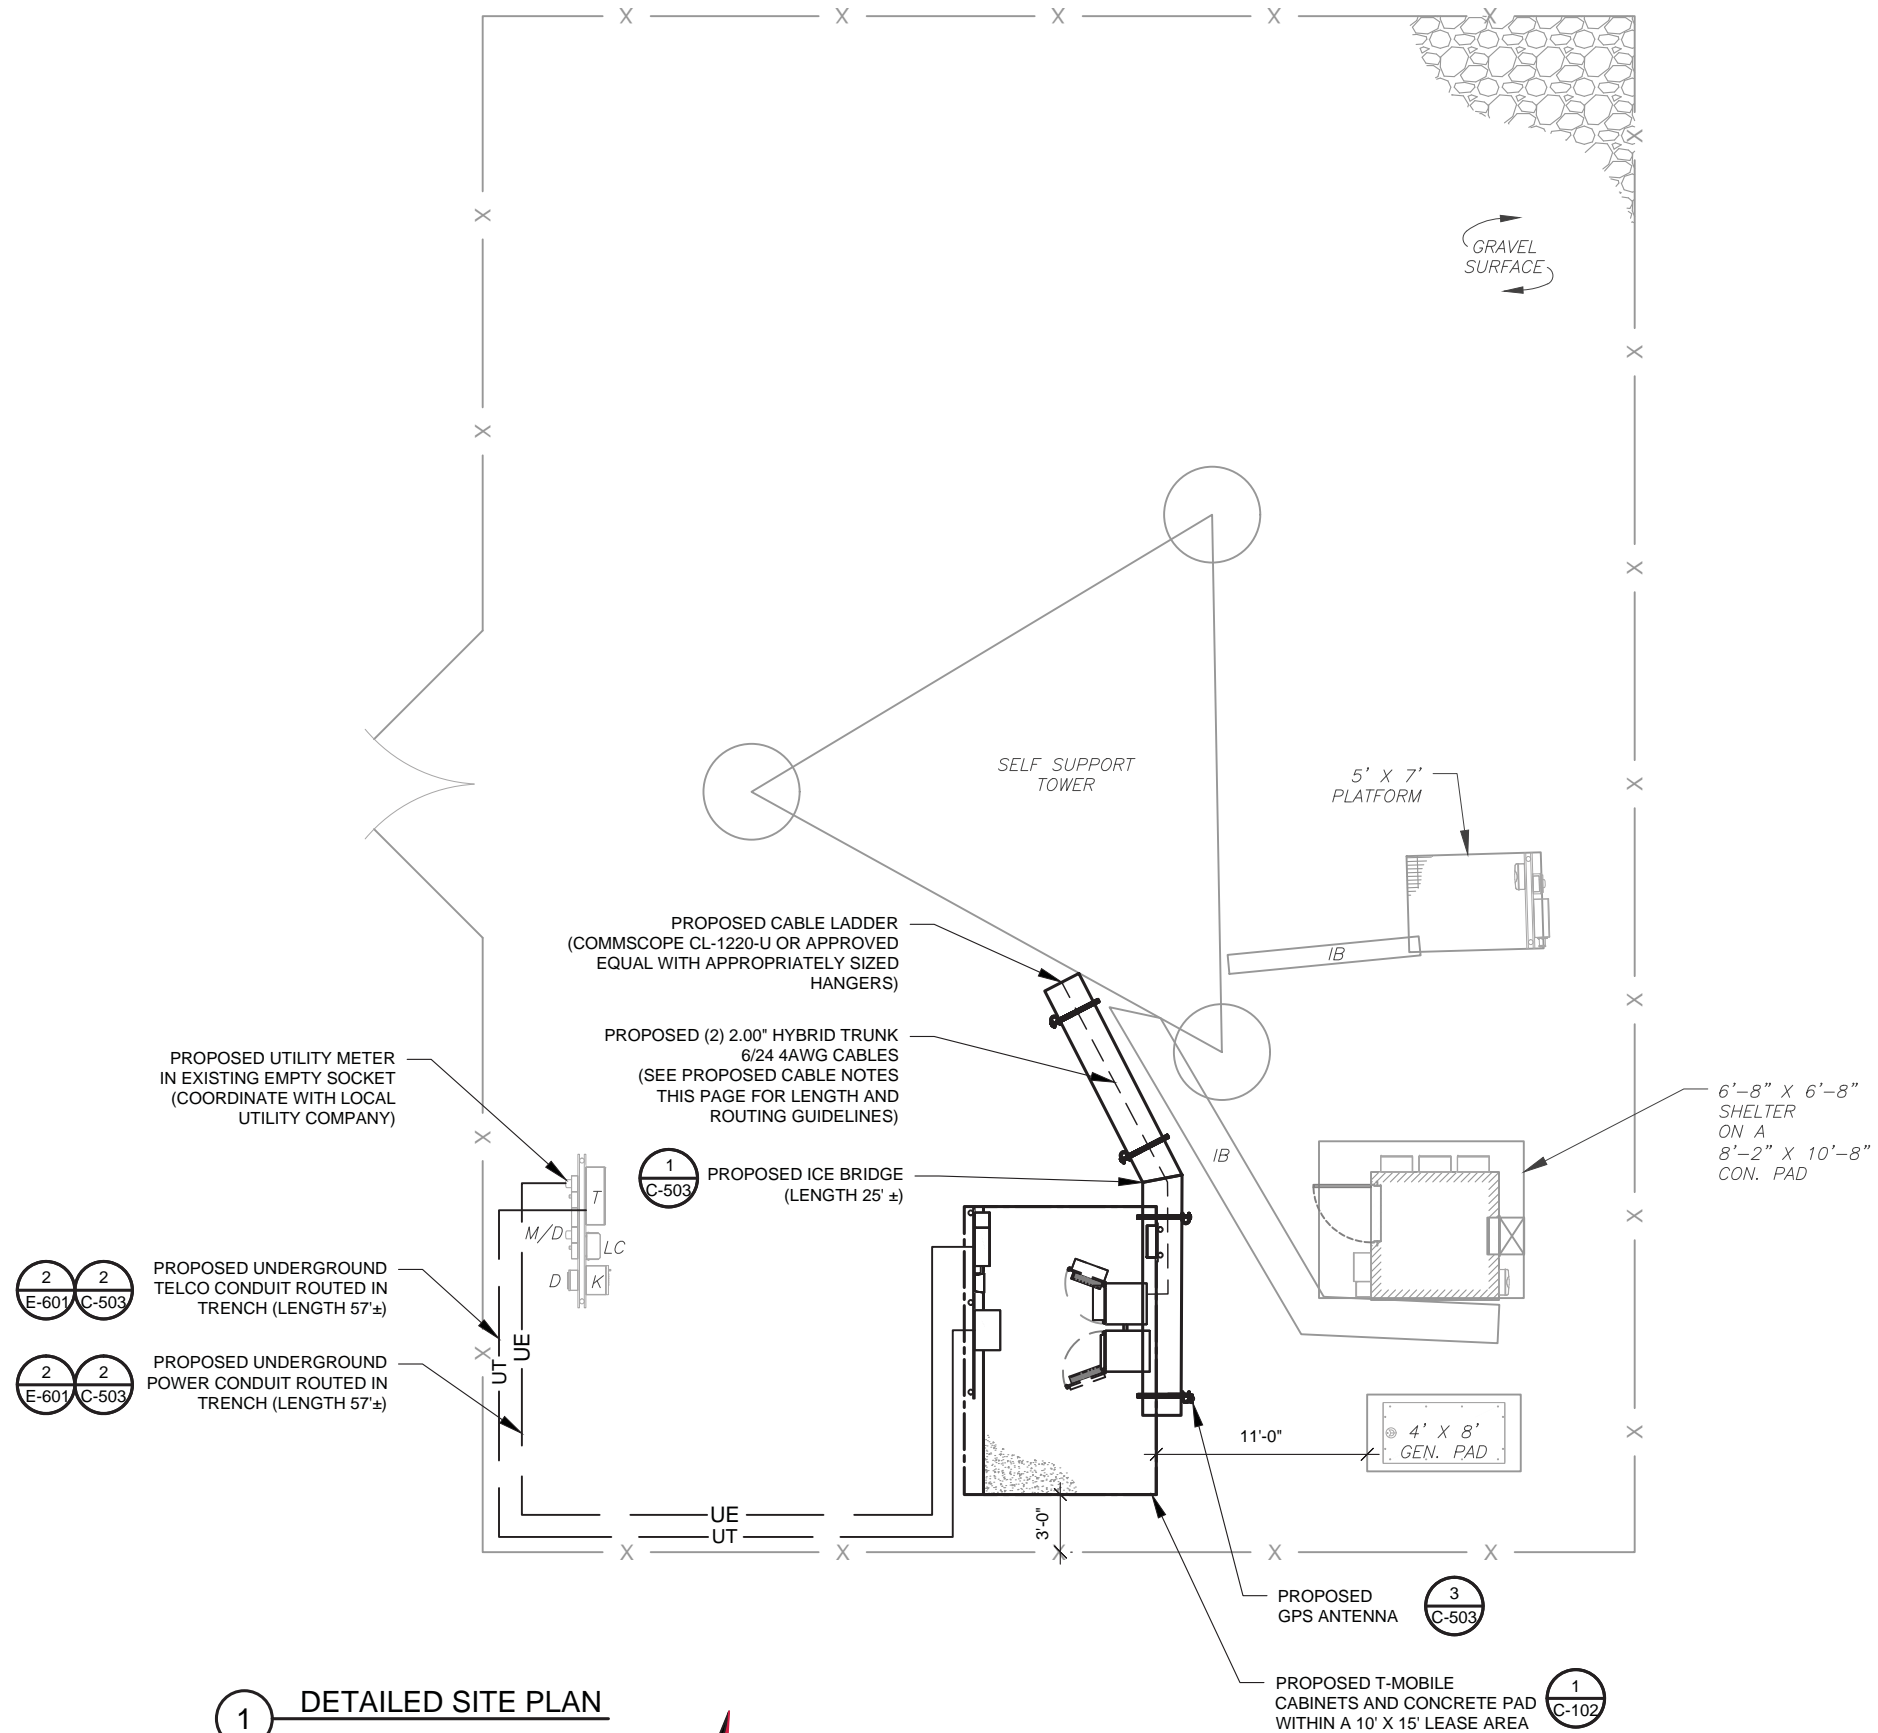 X X X X X
X
X
X
GRAVEL
SURFACE
X
X
X
SELF SUPPORT
TOWER
5' X 7'
PLATFORM
X
PROPOSED CABLE LADDER
(COMMSCOPE CL-1220-U OR APPROVED
EQUAL WITH APPROPRIATELY SIZED
HANGERS)
IB
X
PROPOSED (2) 2.00" HYBRID TRUNK
6/24 4AWG CABLES
(SEE PROPOSED CABLE NOTES
THIS PAGE FOR LENGTH AND
ROUTING GUIDELINES)
PROPOSED UTILITY METER
IN EXISTING EMPTY SOCKET
(COORDINATE WITH LOCAL
UTILITY COMPANY)
X
6'-8" X 6'-8"
SHELTER
ON A
8'-2" X 10'-8"
CON. PAD
1
C-503
PROPOSED ICE BRIDGE
(LENGTH 25' ±)
IB
T
M/D
LC
D
K
X
2
E-601
2
C-503
PROPOSED UNDERGROUND
TELCO CONDUIT ROUTED IN
TRENCH (LENGTH 57'±)
X
UT
UE
2
E-601
2
C-503
PROPOSED UNDERGROUND
POWER CONDUIT ROUTED IN
TRENCH (LENGTH 57'±)
11'-0"
4' X 8'
GEN. PAD
X
UE
UT
3'-0"
X X X X X
PROPOSED
GPS ANTENNA
3
C-503
PROPOSED T-MOBILE
CABINETS AND CONCRETE PAD
WITHIN A 10' X 15' LEASE AREA
1
C-102
1
DETAILED SITE PLAN